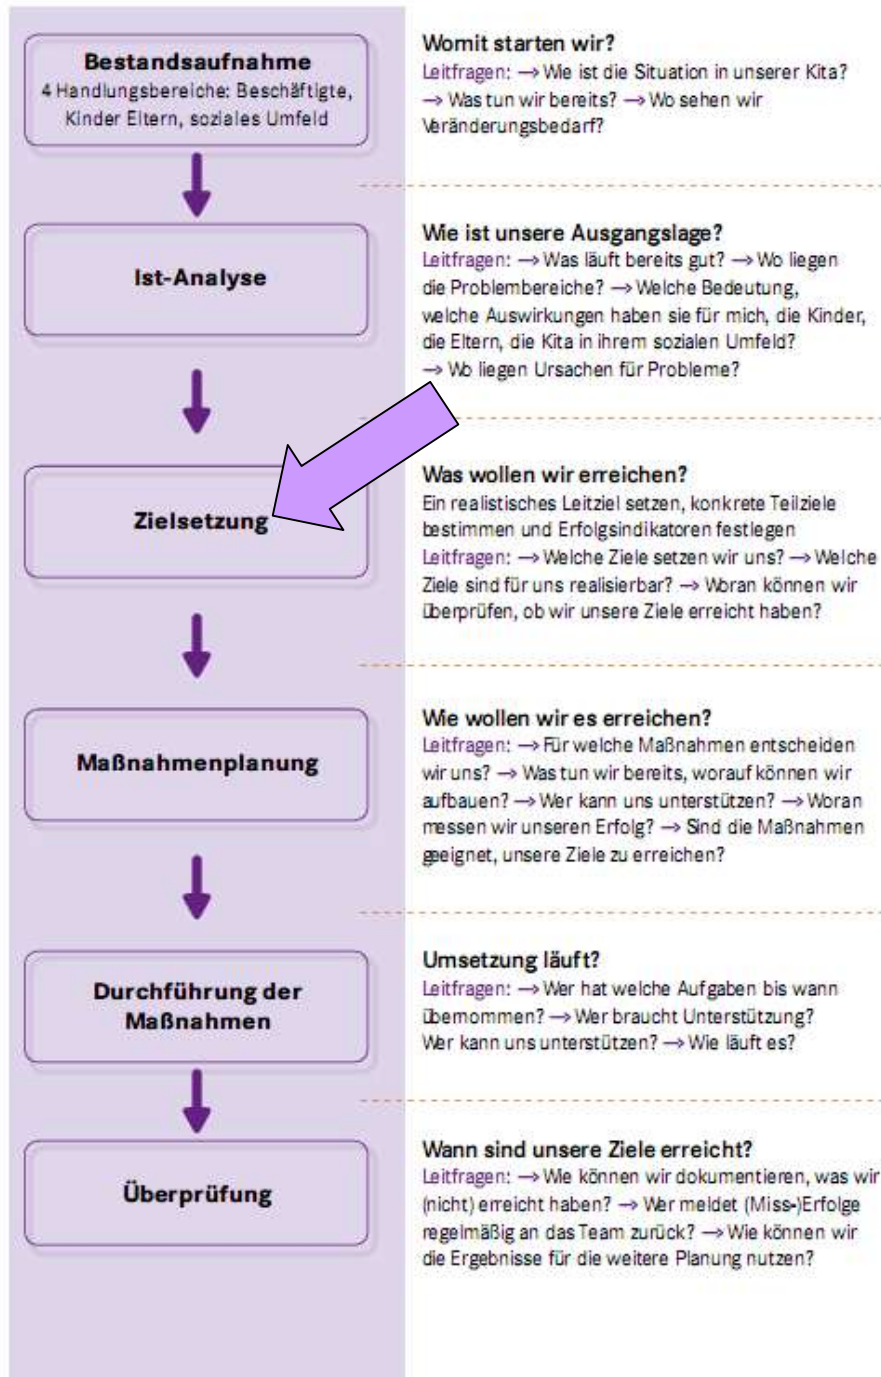 Bestandsaufnahme
4 Handlungsbereiche: Beschäftigte,
Kinder Eltern, soziales Umfeld
Womit starten wir?
Leitfragen: → Wie ist die Situation in unserer Kita?
→ Was tun wir bereits? → Wo sehen wir
Veränderungsbedarf?
Ist-Analyse
Wie ist unsere Ausgangslage?
Leitfragen: → Was läuft bereits gut? → Wo liegen
die Problembereiche? → Welche Bedeutung,
welche Auswirkungen haben sie für mich, die Kinder,
die Eltern, die Kita in ihrem sozialen Umfeld?
→ Wo liegen Ursachen für Probleme?
Zielsetzung
Was wollen wir erreichen?
Ein realistisches Leitziel setzen, konkrete Teilziele
bestimmen und Erfolgsindikatoren festlegen
Leitfragen: → Welche Ziele setzen wir uns? → Welche
Ziele sind für uns realisierbar? → Woran können wir
überprüfen, ob wir unsere Ziele erreicht haben?
Maßnahmenplanung
Wie wollen wir es erreichen?
Leitfragen: → Für welche Maßnahmen entscheiden
wir uns? → Was tun wir bereits, worauf können wir
aufbauen? → Wer kann uns unterstützen? → Woran
messen wir unseren Erfolg? → Sind die Maßnahmen
geeignet, unsere Ziele zu erreichen?
Durchführung der
Maßnahmen
Umsetzung läuft?
Leitfragen: → Wer hat welche Aufgaben bis wann
übernommen? → Wer braucht Unterstützung?
Wer kann uns unterstützen? → Wie läuft es?
Überprüfung
Wann sind unsere Ziele erreicht?
Leitfragen: → Wie können wir dokumentieren, was wir
(nicht) erreicht haben? → Wer meldet (Miss-)Erfolge
regelmäßig an das Team zurück? → Wie können wir
die Ergebnisse für die weitere Planung nutzen?